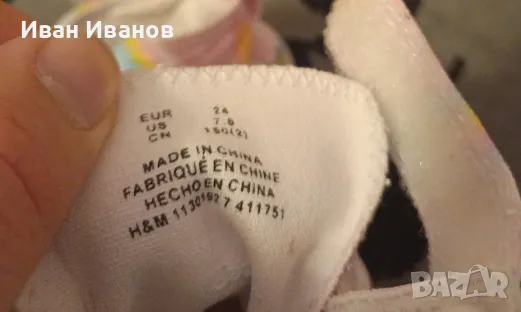 Иван Иванов
EUR 24
US 7.5
CN 150(2)
MADE IN CHINA
FABRIQUÉ EN CHINE
HECHO EN CHINA
H&M 1130192 7 411751
BAZAR